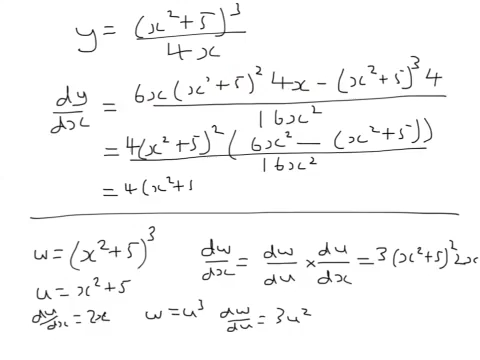 y = (x²+5)³/4x
dy/dx = 6x(x²+5)² 4x − (x²+5)³ 4/16x²
= 4(x²+5)² (6x² − (x²+5))/16x²
= 4(x²+5
w = (x²+5)³ dw/dx = dw/du × du/dx = 3(x²+5)² 2x
u = x²+5
du/dx = 2x w = u³ dw/du = 3u²